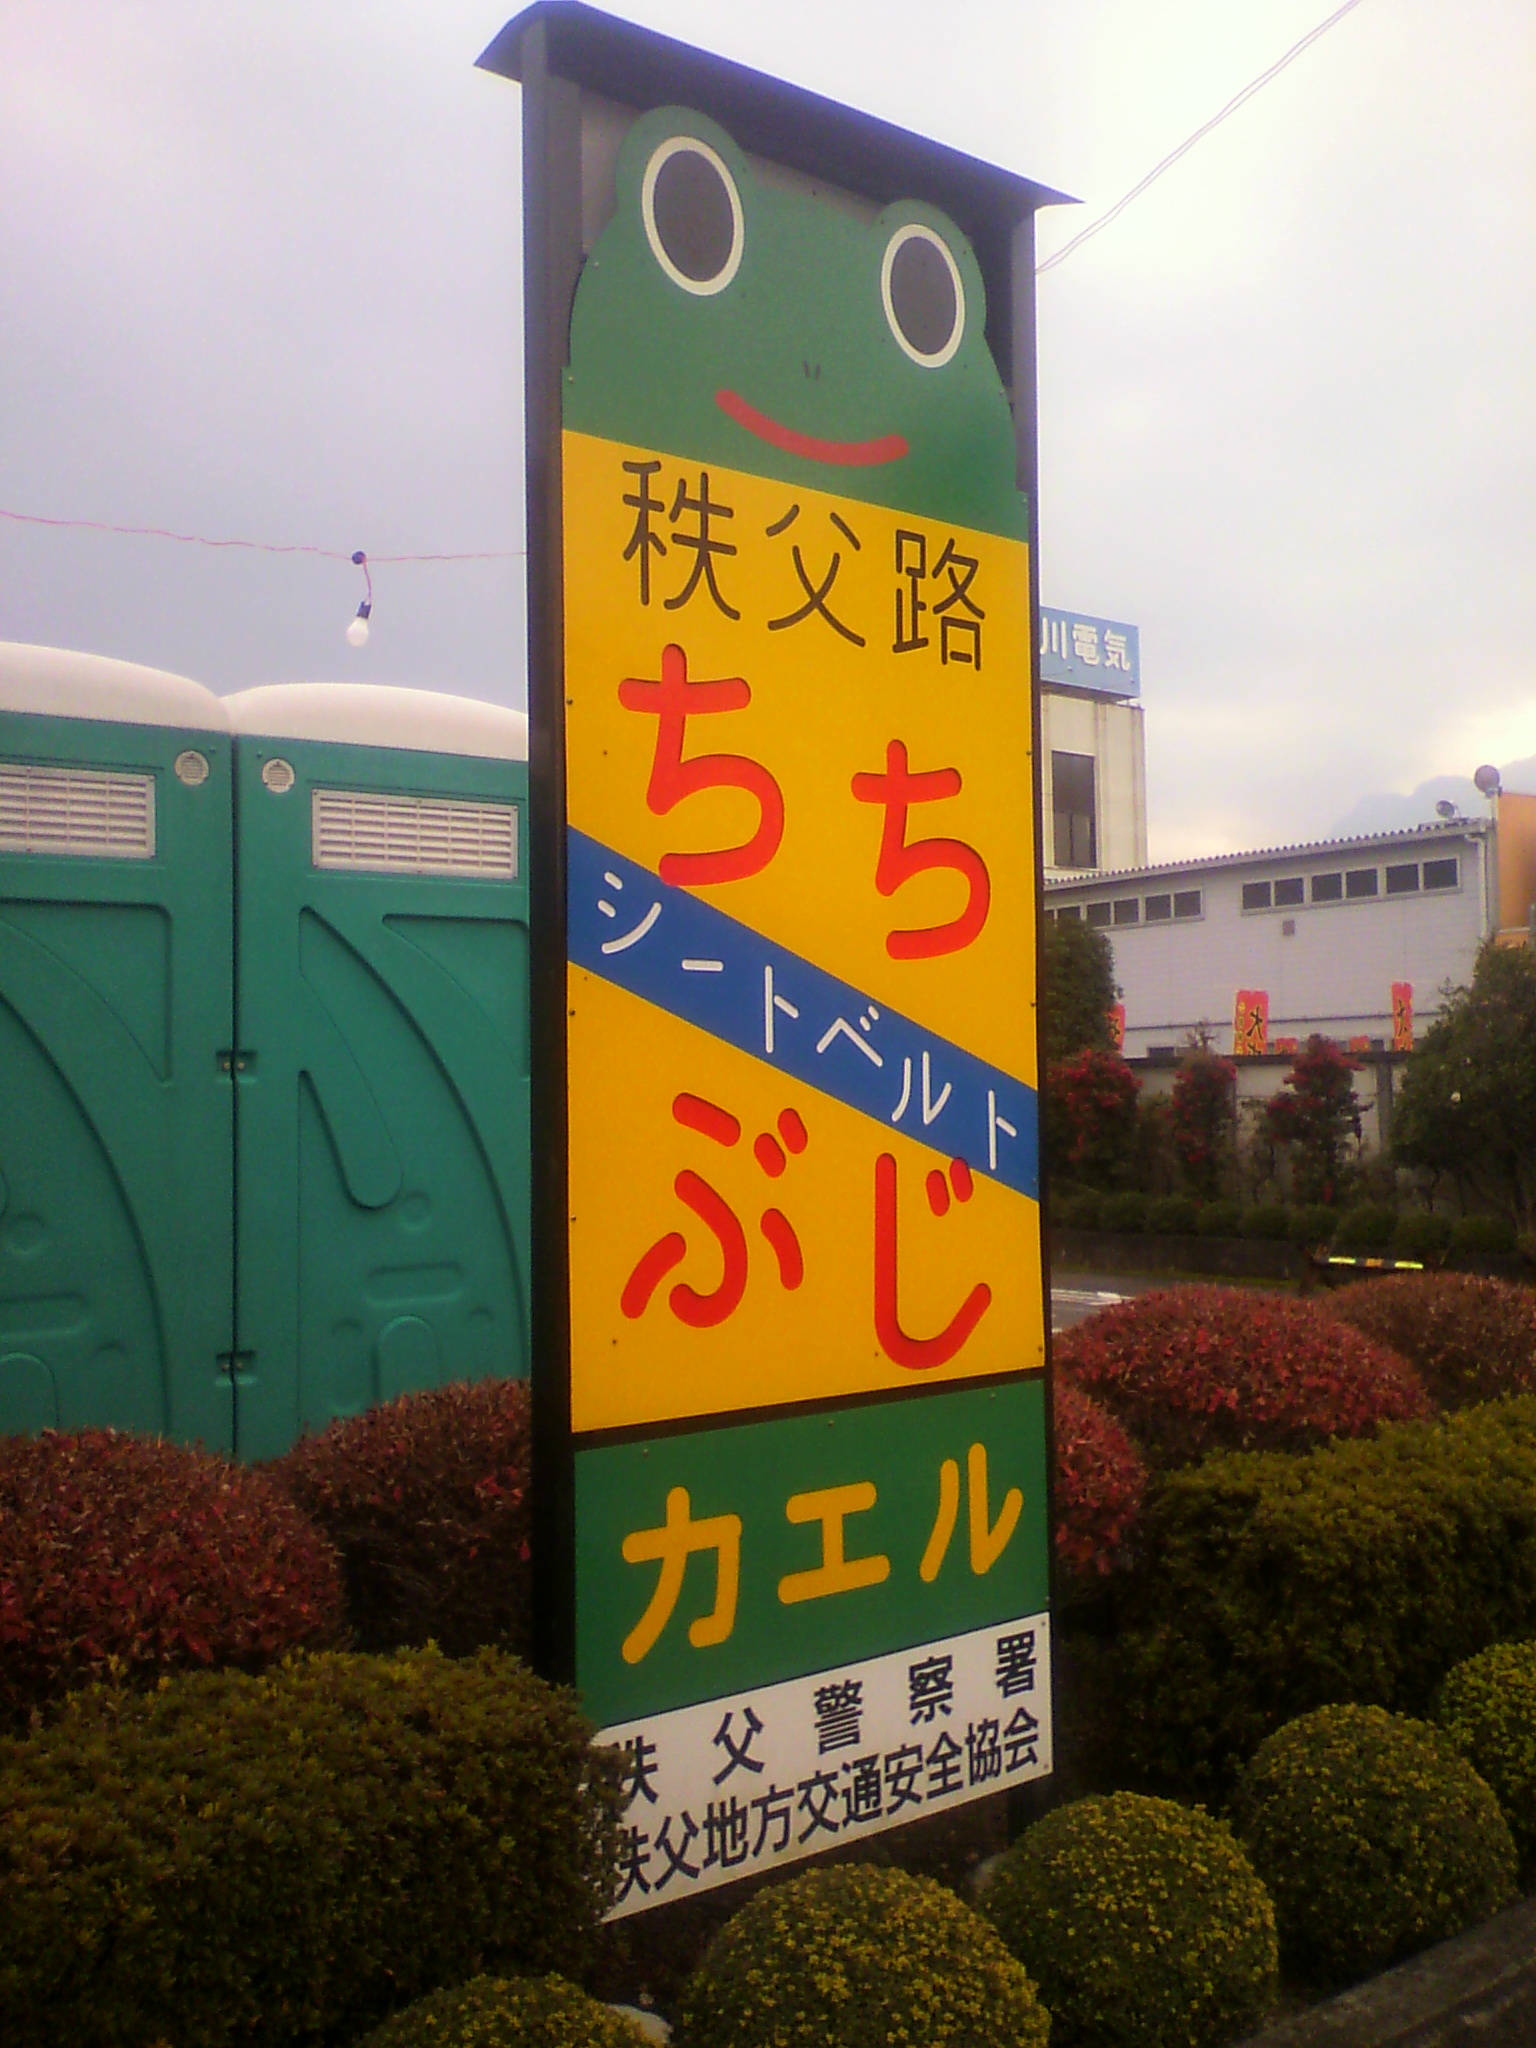 秩父路
ちち
シートベルト
ぶじ
カエル
秩父警察署
秩父地方交通安全協会
川電気